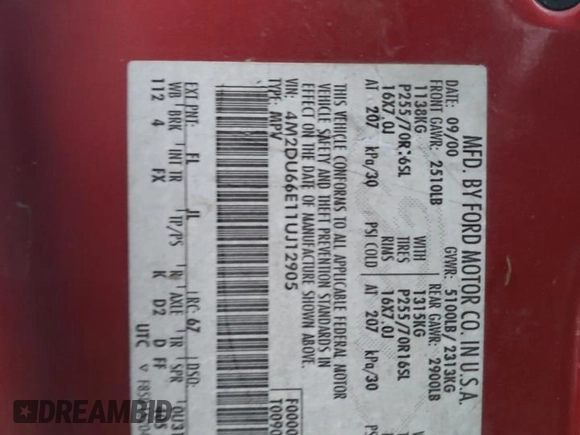 MFD. BY FORD MOTOR CO. IN U.S.A.
DATE: 09/00 GVWR: 5100LB / 2313KG
FRONT GAWR: 2510LB REAR GAWR: 2900LB
1138KG WITH 1315KG
P255/70R16SL TIRES P255/70R16SL
16X7.0J RIMS 16X7.0J
AT 207 kPa/30 PSI COLD AT 207 kPa/30
THIS VEHICLE CONFORMS TO ALL APPLICABLE FEDERAL MOTOR
VEHICLE SAFETY AND THEFT PREVENTION STANDARDS IN
EFFECT ON THE DATE OF MANUFACTURE SHOWN ABOVE.
VIN: 4M2DU66E11UJ12905
TYPE: MPV
EXT PNT: FL JL RC: 67 DSO:
WB BRK INT TR TP/PS R AXLE TR SPR
112 4 FX K D2 D FF
UTC
DREAMBID